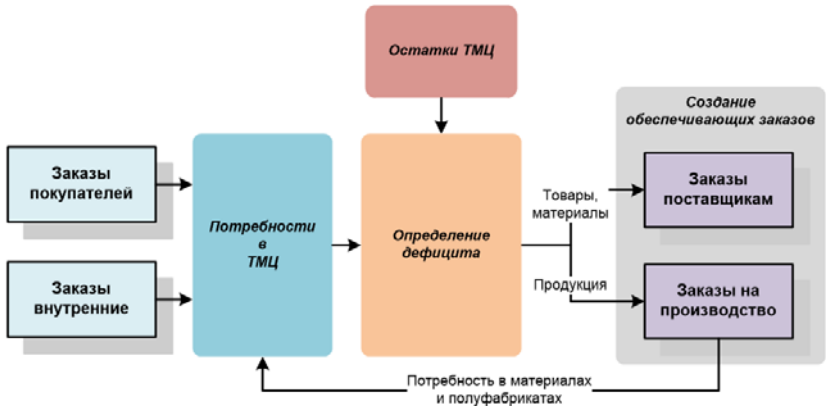 Остатки ТМЦ
Создание
обеспечивающих заказов
Заказы
покупателей
Заказы
внутренние
Потребности
в
ТМЦ
Определение
дефицита
Товары,
материалы
Продукция
Заказы
поставщикам
Заказы на
производство
Потребность в материалах
и полуфабрикатах